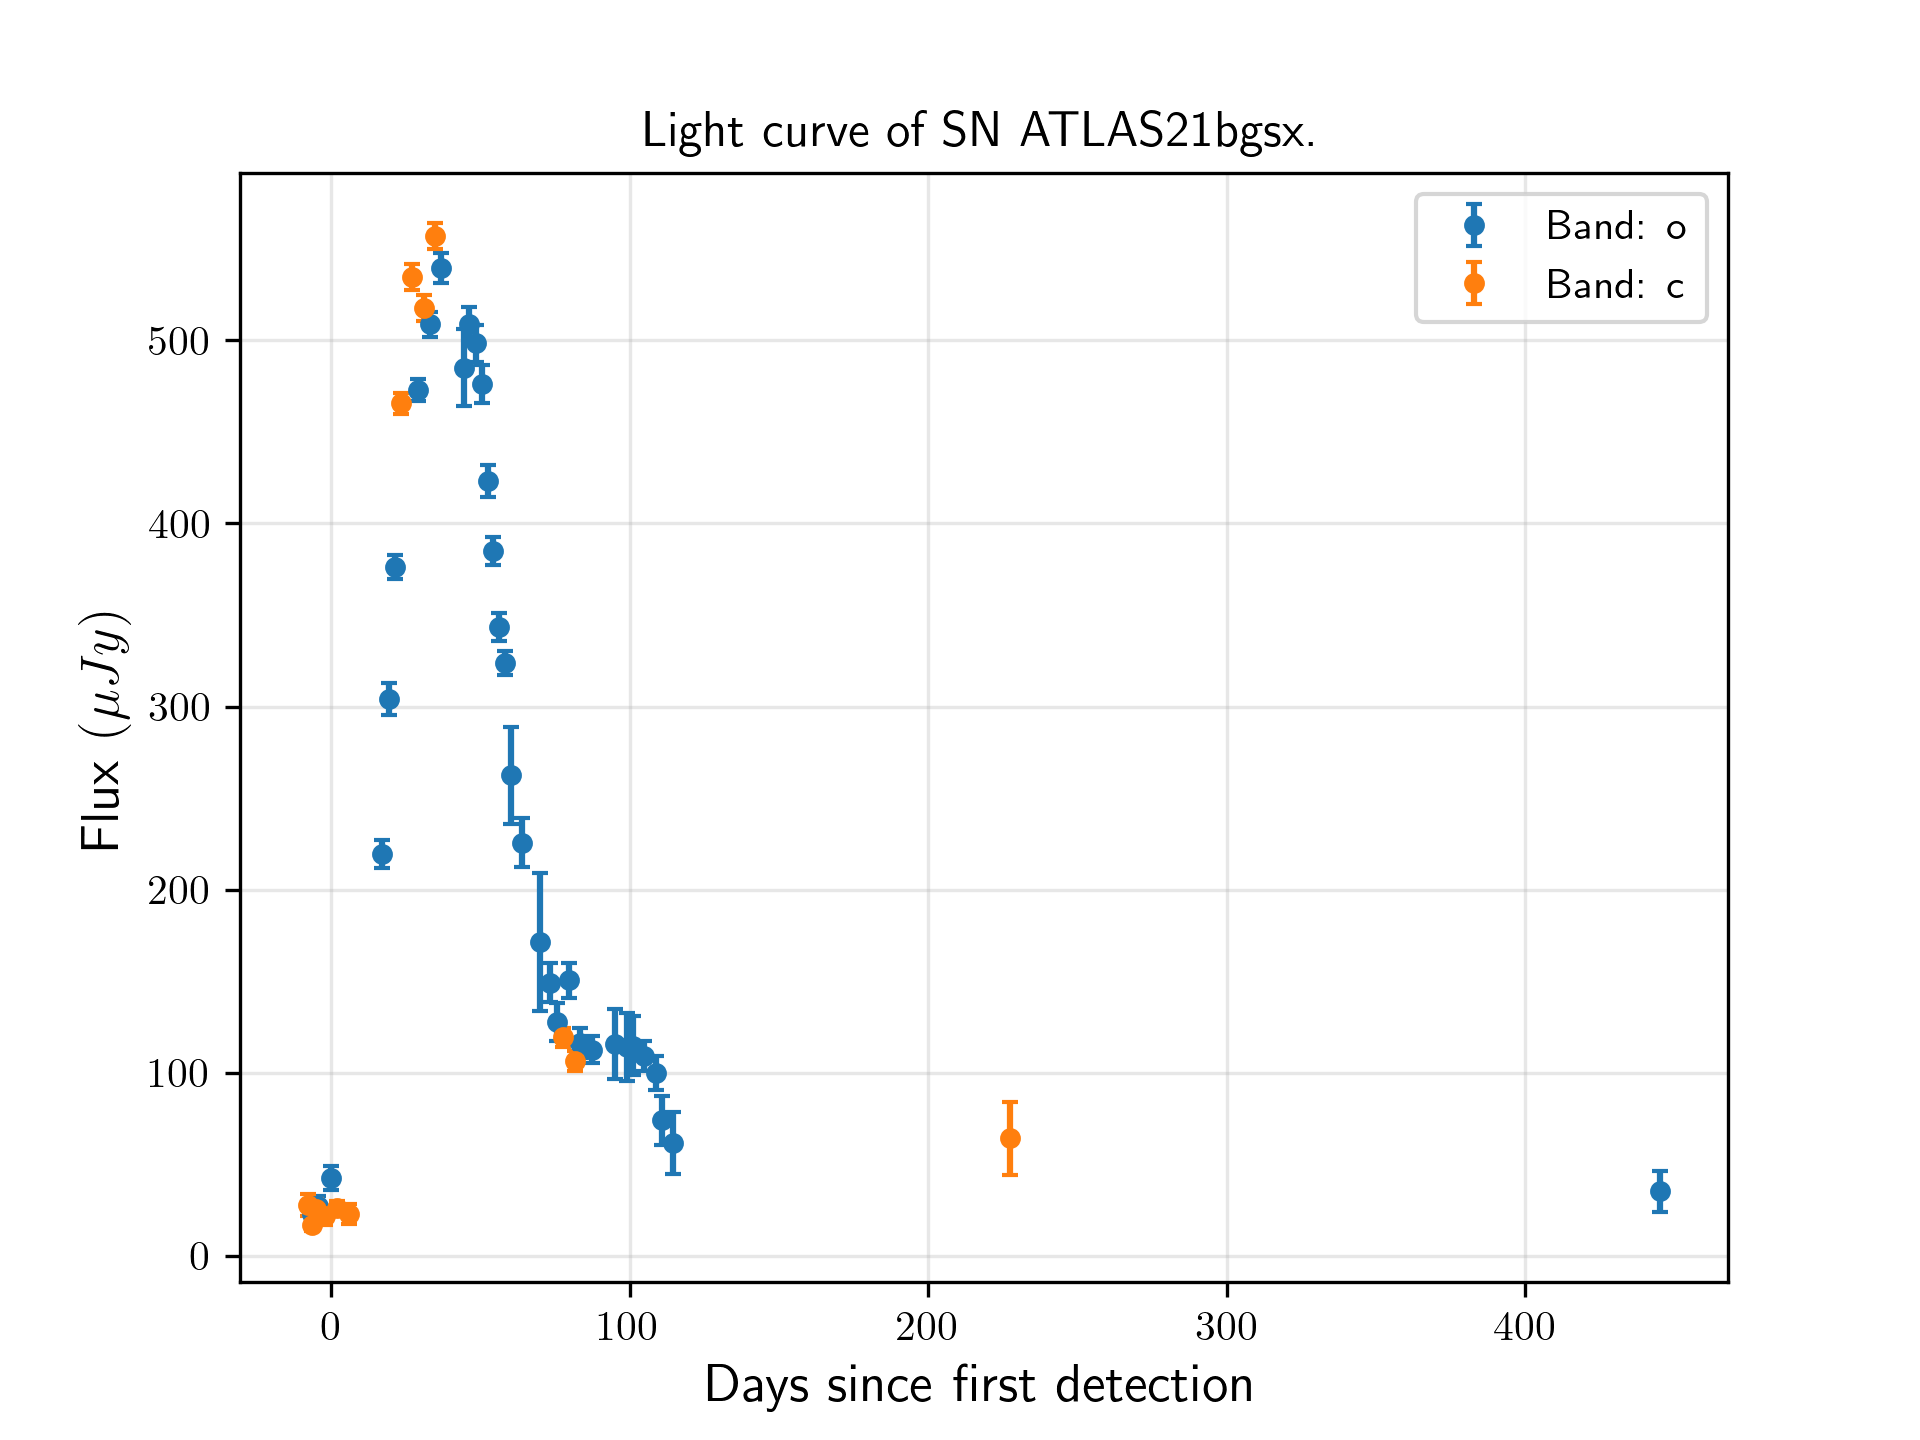 Light curve of SN ATLAS21bgsx.
Band: o
Band: c
500
400
300
200
100
0
Flux (μJy)
0 100 200 300 400
Days since first detection